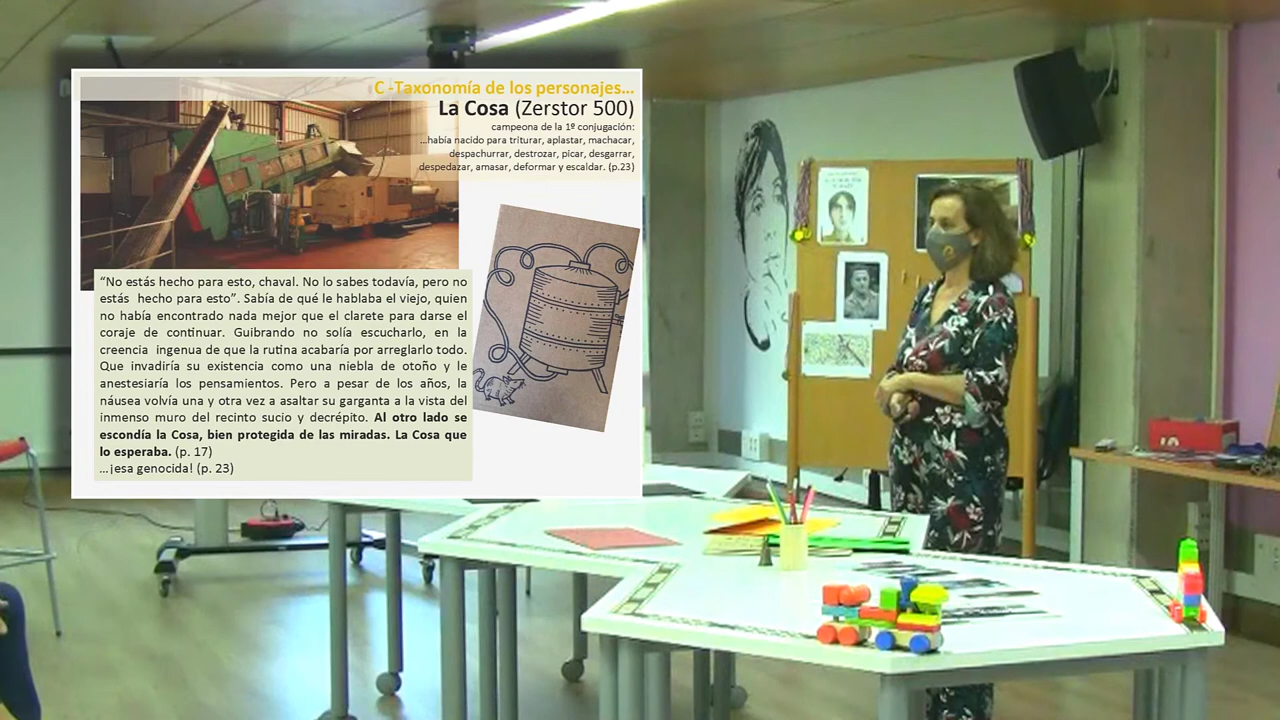 C -Taxonomía de los personajes...
La Cosa (Zerstor 500)
campeona de la 1º conjugación:
...había nacido para triturar, aplastar, machacar,
despachurrar, destrozar, picar, desgarrar,
despedazar, amasar, deformar y escaldar. (p.23)
“No estás hecho para esto, chaval. No lo sabes todavía, pero no
estás hecho para esto”. Sabía de qué le hablaba el viejo, quien
no había encontrado nada mejor que el clarete para darse el
coraje de continuar. Guibrando no solía escucharlo, en la
creencia ingenua de que la rutina acabaría por arreglarlo todo.
Que invadiría su existencia como una niebla de otoño y le
anestesiaría los pensamientos. Pero a pesar de los años, la
náusea volvía una y otra vez a asaltar su garganta a la vista del
inmenso muro del recinto sucio y decrépito. Al otro lado se
escondía la Cosa, bien protegida de las miradas. La Cosa que
lo esperaba. (p. 17)
...¡esa genocida! (p. 23)